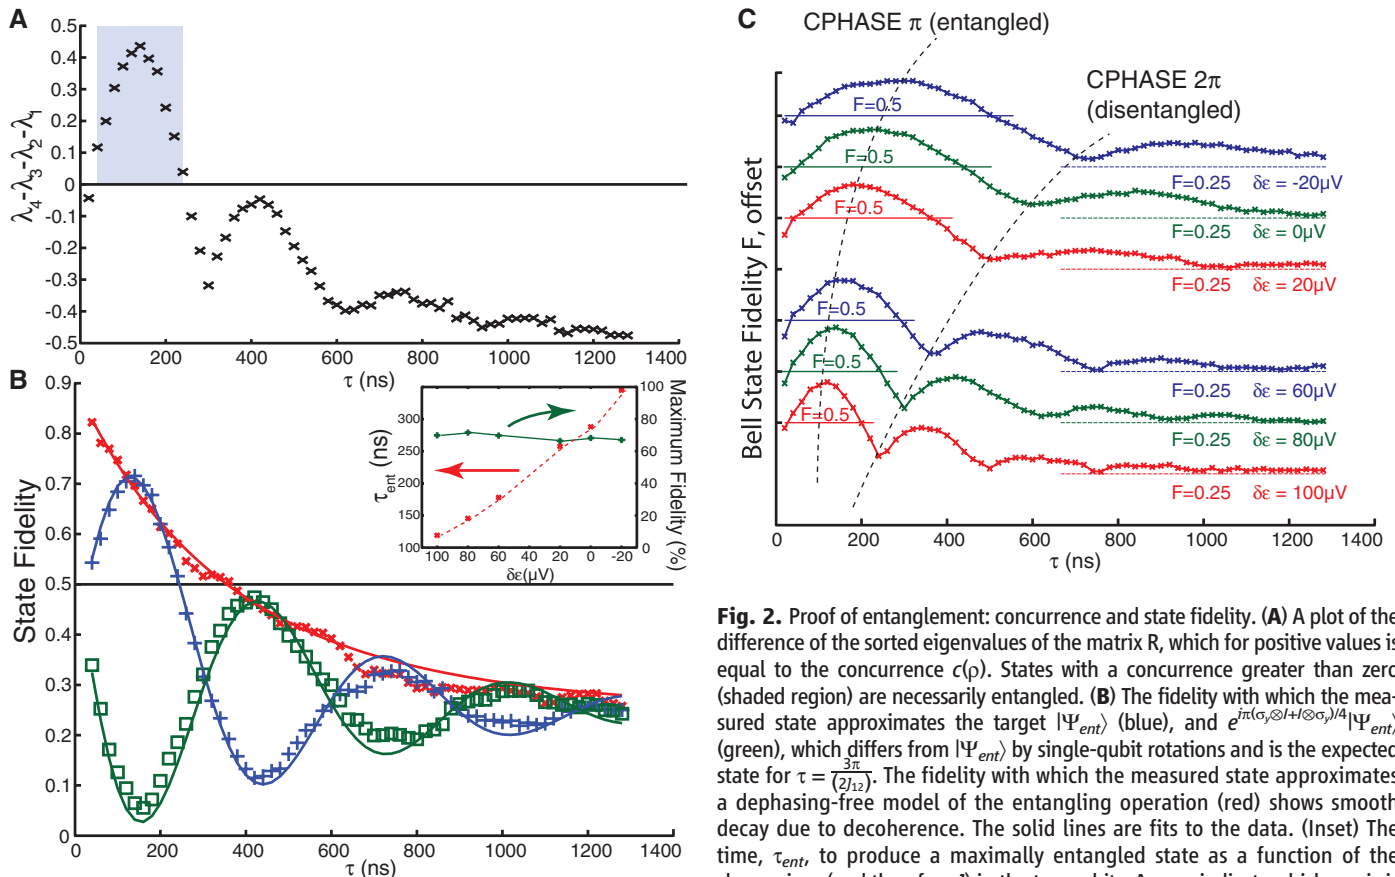 A
0.5
0.4
0.3
0.2
0.1
0
-0.1
-0.2
-0.3
-0.4
-0.5
λ4-λ3-λ2-λ1
0 200 400 600 800 1000 1200 1400
τ (ns)
B
0.9
0.8
0.7
0.6
0.5
0.4
0.3
0.2
0.1
0
State Fidelity
0 200 400 600 800 1000 1200 1400
τ (ns)
300
250
200
150
100
τent (ns)
100
80
60
40
20
0
Maximum Fidelity (%)
100 80 60 20 0 -20
δε(μV)
C
CPHASE π (entangled)
CPHASE 2π
(disentangled)
Bell State Fidelity F, offset
F=0.5
F=0.25 δε = -20μV
F=0.5
F=0.25 δε = 0μV
F=0.5
F=0.25 δε = 20μV
F=0.5
F=0.25 δε = 60μV
F=0.5
F=0.25 δε = 80μV
F=0.5
F=0.25 δε = 100μV
0 200 400 600 800 1000 1200 1400
τ (ns)
Fig. 2. Proof of entanglement: concurrence and state fidelity. (A) A plot of the
difference of the sorted eigenvalues of the matrix R, which for positive values is
equal to the concurrence c(ρ). States with a concurrence greater than zero
(shaded region) are necessarily entangled. (B) The fidelity with which the mea-
sured state approximates the target |Ψent⟩ (blue), and e^iπ(σy⊗I+I⊗σy)/4|Ψent⟩
(green), which differs from |Ψent⟩ by single-qubit rotations and is the expected
state for τ = 3π/(2J12). The fidelity with which the measured state approximates
a dephasing-free model of the entangling operation (red) shows smooth
decay due to decoherence. The solid lines are fits to the data. (Inset) The
time, τent, to produce a maximally entangled state as a function of the